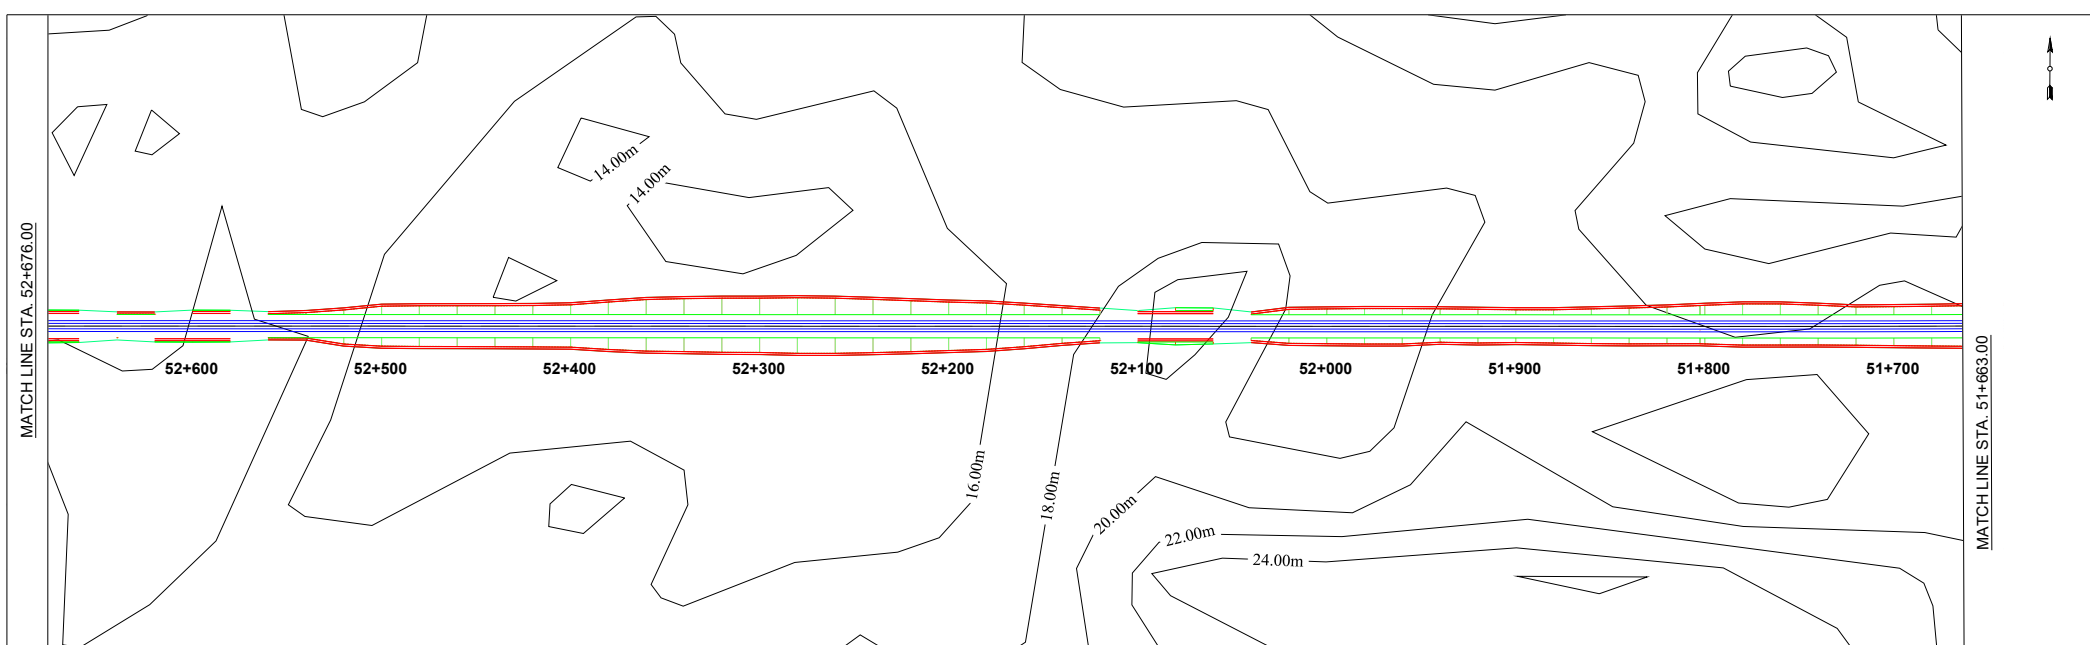 14.00m
14.00m
MATCH LINE STA. 52+676.00
52+600 52+500 52+400 52+300 52+200 52+100 52+000 51+900 51+800 51+700
MATCH LINE STA. 51+663.00
16.00m
18.00m
20.00m
22.00m
24.00m